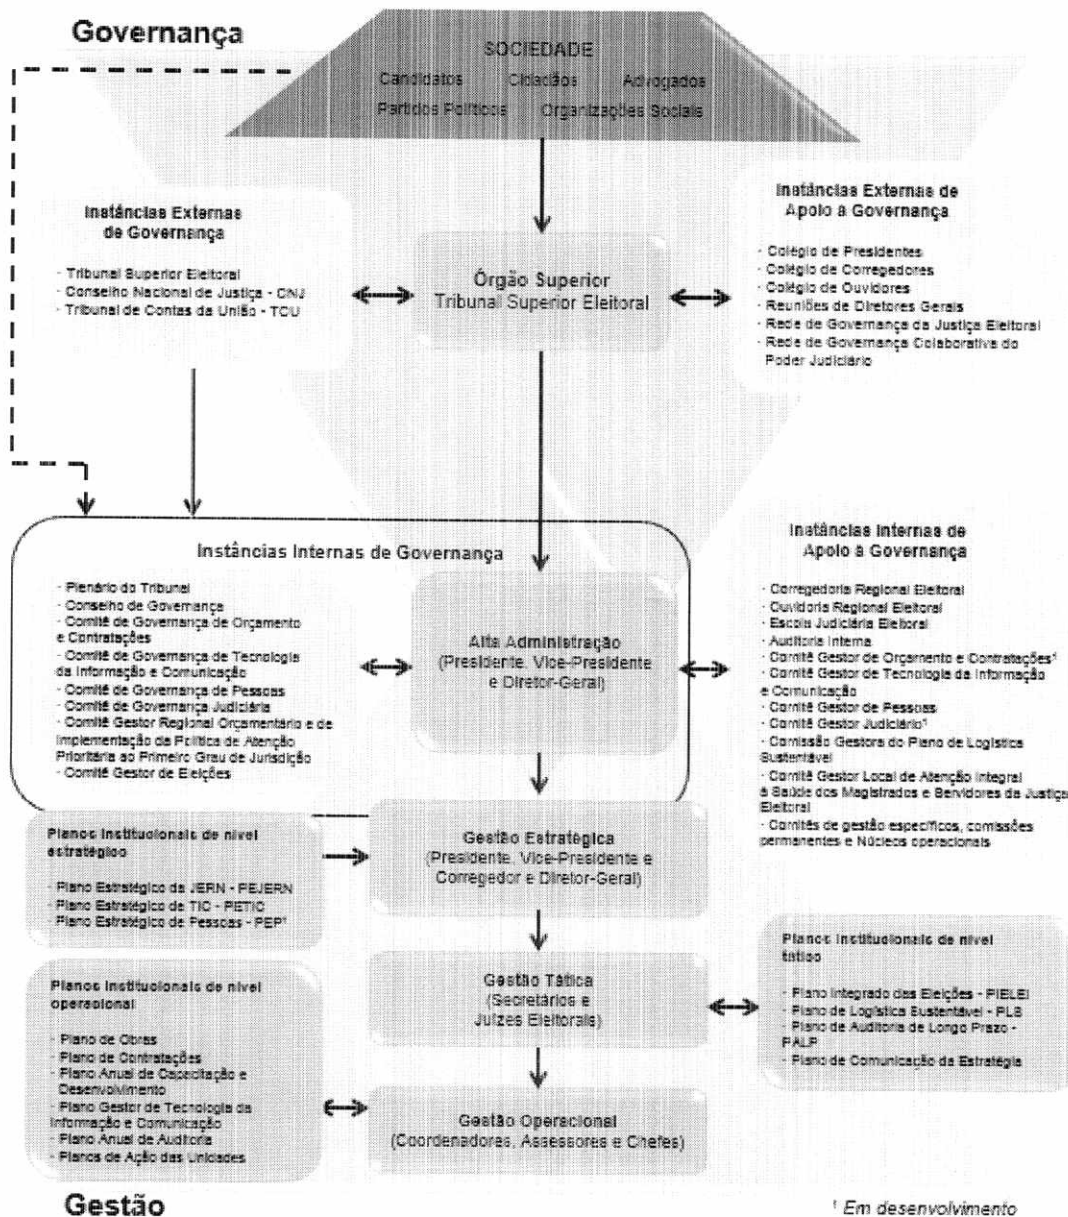 Governança
SOCIEDADE
Candidatos Cidadãos Advogados
Partidos Políticos Organizações Sociais
Instâncias Externas
de Governança
- Tribunal Superior Eleitoral
- Conselho Nacional de Justiça - CNJ
- Tribunal de Contas da União - TCU
Órgão Superior
Tribunal Superior Eleitoral
Instâncias Externas de
Apoio à Governança
- Colégio de Presidentes
- Colégio de Corregedores
- Colégio de Ouvidores
- Reuniões de Diretores Gerais
- Rede de Governança da Justiça Eleitoral
- Rede de Governança Colaborativa do
Poder Judiciário
Instâncias Internas de Governança
- Plenário do Tribunal
- Conselho de Governança
- Comitê de Governança de Orçamento
e Contratações
- Comitê de Governança de Tecnologia
da Informação e Comunicação
- Comitê de Governança de Pessoas
- Comitê de Governança Judiciária
- Comitê Gestor Regional Orçamentário e de
Implementação da Política de Atenção
Prioritária ao Primeiro Grau de Jurisdição
- Comitê Gestor de Eleições
Alta Administração
(Presidente, Vice-Presidente
e Diretor-Geral)
Instâncias Internas de
Apoio à Governança
- Corregedoria Regional Eleitoral
- Ouvidoria Regional Eleitoral
- Escola Judiciária Eleitoral
- Auditoria Interna
- Comitê Gestor de Orçamento e Contratações¹
- Comitê Gestor de Tecnologia da Informação
e Comunicação
- Comitê Gestor de Pessoas
- Comitê Gestor Judiciário¹
- Comissão Gestora do Plano de Logística
Sustentável
- Comitê Gestor Local de Atenção Integral
à Saúde dos Magistrados e Servidores da Justiça
Eleitoral
- Comitês de gestão específicos, comissões
permanentes e Núcleos operacionais
Planos institucionais de nível
estratégico
- Plano Estratégico da JERN - PEJERN
- Plano Estratégico de TIC - PETIC
- Plano Estratégico de Pessoas - PEP¹
Gestão Estratégica
(Presidente, Vice-Presidente e
Corregedor e Diretor-Geral)
Gestão Tática
(Secretários e
Juízes Eleitorais)
Planos institucionais de nível
tático
- Plano Integrado das Eleições - PIELEI
- Plano de Logística Sustentável - PLS
- Plano de Auditoria de Longo Prazo -
PALP
- Plano de Comunicação da Estratégia
Planos institucionais de nível
operacional
- Plano de Obras
- Plano de Contratações
- Plano Anual de Capacitação e
Desenvolvimento
- Plano Gestor de Tecnologia da
Informação e Comunicação
- Plano Anual de Auditoria
- Planos de Ação das Unidades
Gestão Operacional
(Coordenadores, Assessores e Chefes)
Gestão
¹ Em desenvolvimento